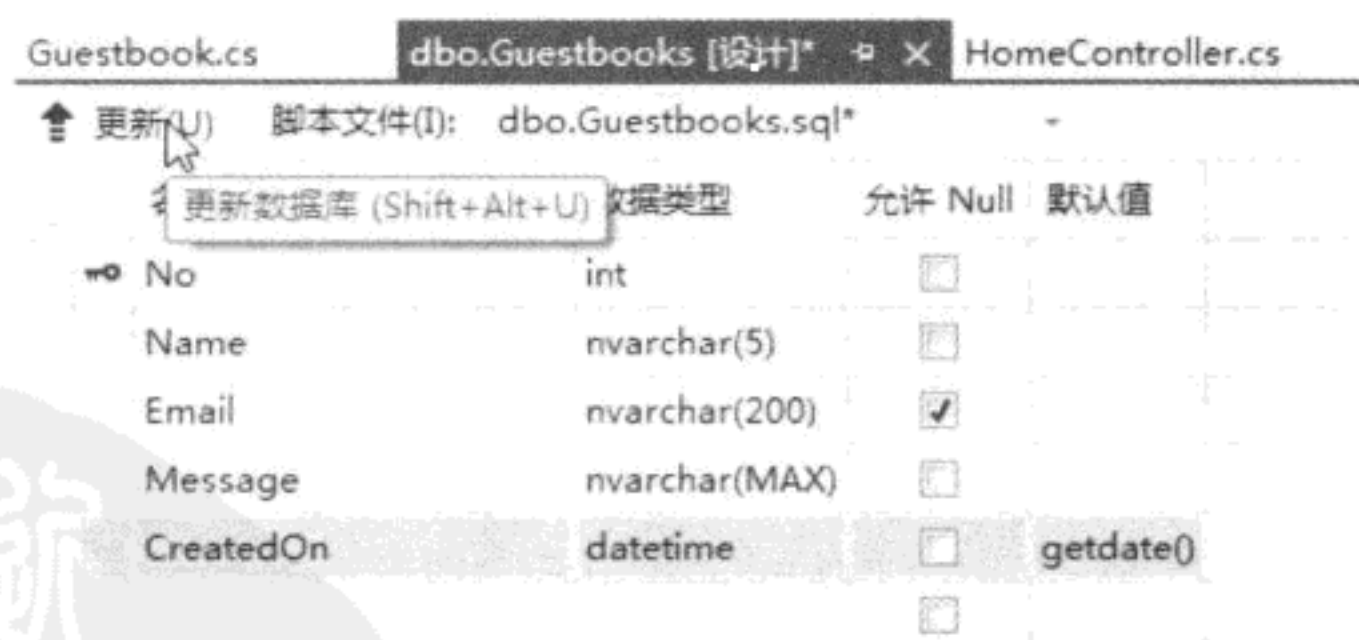 Guestbook.cs dbo.Guestbooks [设计]* HomeController.cs
更新(U) 脚本文件(I): dbo.Guestbooks.sql*
更新数据库 (Shift+Alt+U) 数据类型 允许 Null 默认值
No int
Name nvarchar(5)
Email nvarchar(200)
Message nvarchar(MAX)
CreatedOn datetime getdate()